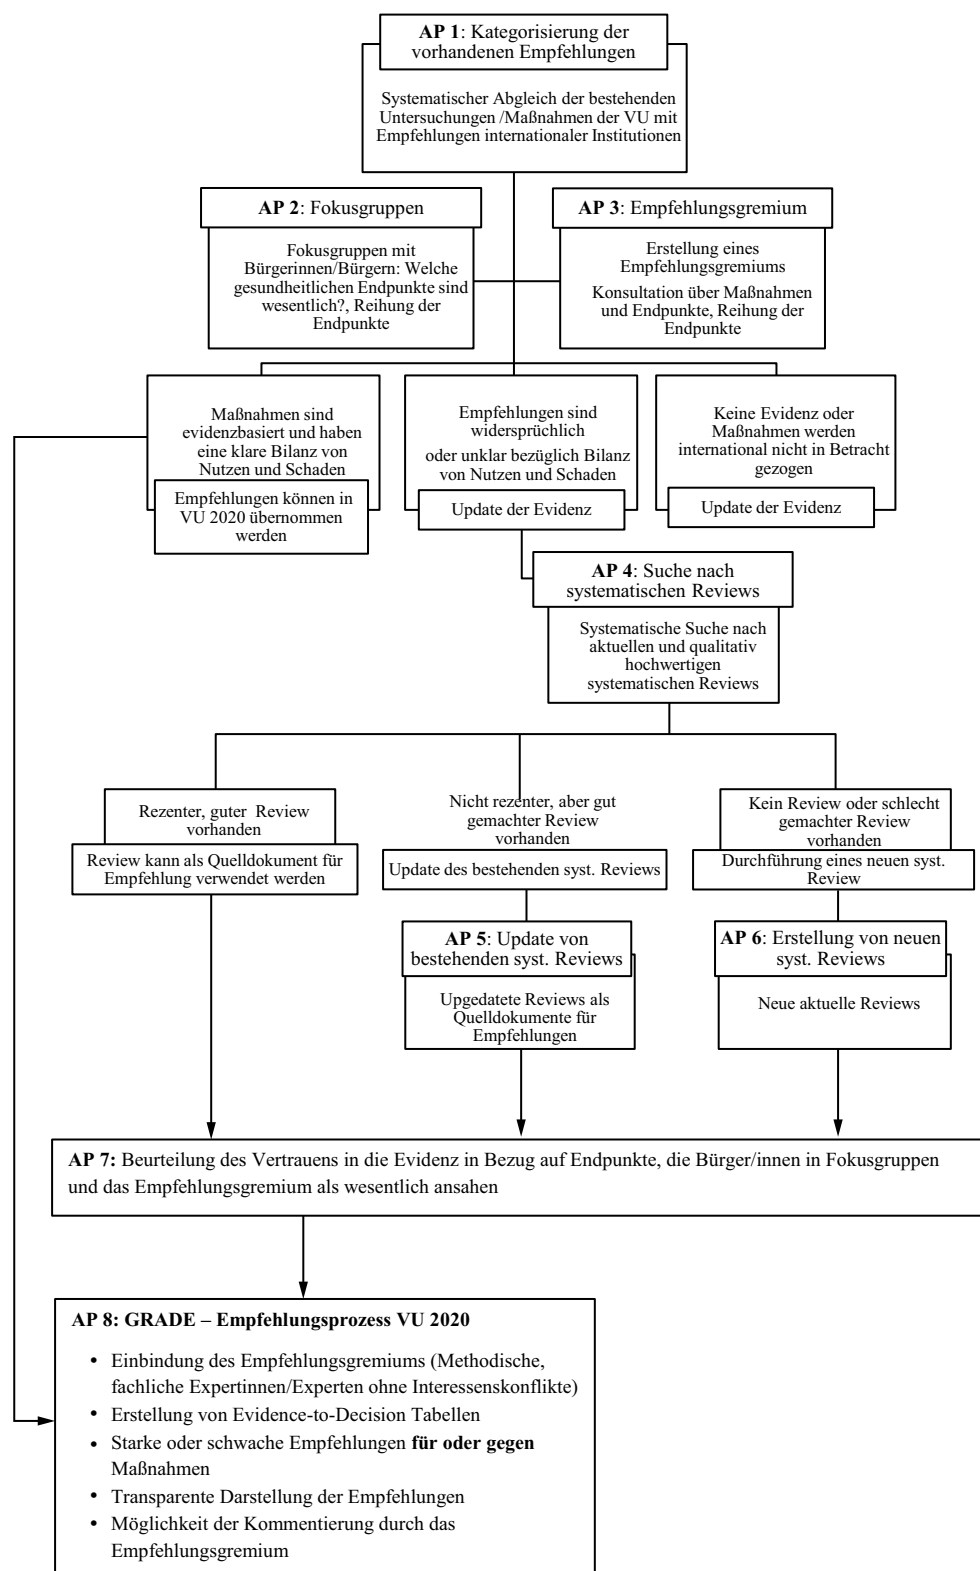 AP 1: Kategorisierung der
vorhandenen Empfehlungen
Systematischer Abgleich der bestehenden
Untersuchungen /Maßnahmen der VU mit
Empfehlungen internationaler Institutionen
AP 2: Fokusgruppen
Fokusgruppen mit
Bürgerinnen/Bürgern: Welche
gesundheitlichen Endpunkte sind
wesentlich?, Reihung der
Endpunkte
AP 3: Empfehlungsgremium
Erstellung eines
Empfehlungsgremiums
Konsultation über Maßnahmen
und Endpunkte, Reihung der
Endpunkte
Maßnahmen sind
evidenzbasiert und haben
eine klare Bilanz von
Nutzen und Schaden
Empfehlungen können in
VU 2020 übernommen
werden
Empfehlungen sind
widersprüchlich
oder unklar bezüglich Bilanz
von Nutzen und Schaden
Update der Evidenz
Keine Evidenz oder
Maßnahmen werden
international nicht in Betracht
gezogen
Update der Evidenz
AP 4: Suche nach
systematischen Reviews
Systematische Suche nach
aktuellen und qualitativ
hochwertigen
systematischen Reviews
Rezenter, guter Review
vorhanden
Review kann als Quelldokument für
Empfehlung verwendet werden
Nicht rezenter, aber gut
gemachter Review
vorhanden
Update des bestehenden syst. Reviews
Kein Review oder schlecht
gemachter Review
vorhanden
Durchführung eines neuen syst.
Review
AP 5: Update von
bestehenden syst. Reviews
Upgedatete Reviews als
Quelldokumente für
Empfehlungen
AP 6: Erstellung von neuen
syst. Reviews
Neue aktuelle Reviews
AP 7: Beurteilung des Vertrauens in die Evidenz in Bezug auf Endpunkte, die Bürger/innen in Fokusgruppen
und das Empfehlungsgremium als wesentlich ansahen
AP 8: GRADE – Empfehlungsprozess VU 2020
• Einbindung des Empfehlungsgremiums (Methodische,
fachliche Expertinnen/Experten ohne Interessenskonflikte)
• Erstellung von Evidence-to-Decision Tabellen
• Starke oder schwache Empfehlungen für oder gegen
Maßnahmen
• Transparente Darstellung der Empfehlungen
• Möglichkeit der Kommentierung durch das
Empfehlungsgremium